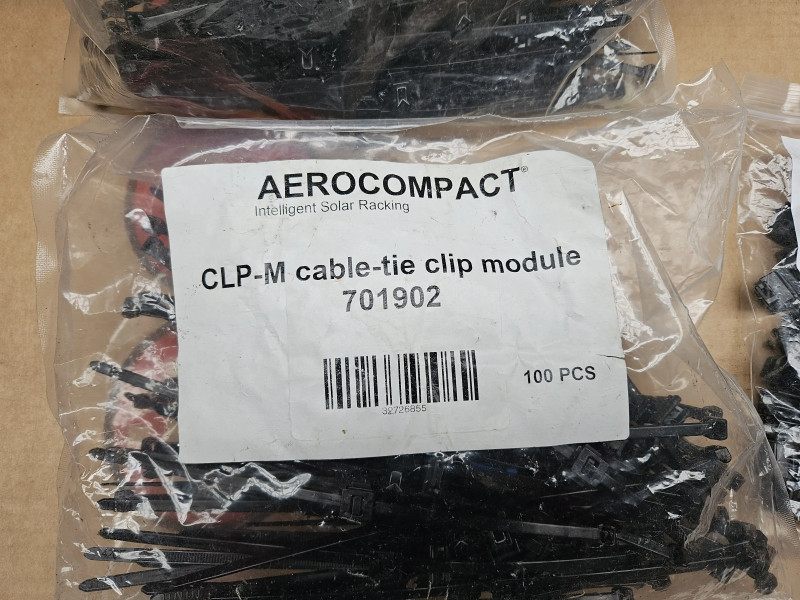 AEROCOMPACT®
Intelligent Solar Racking
CLP-M cable-tie clip module
701902
100 PCS
32726855